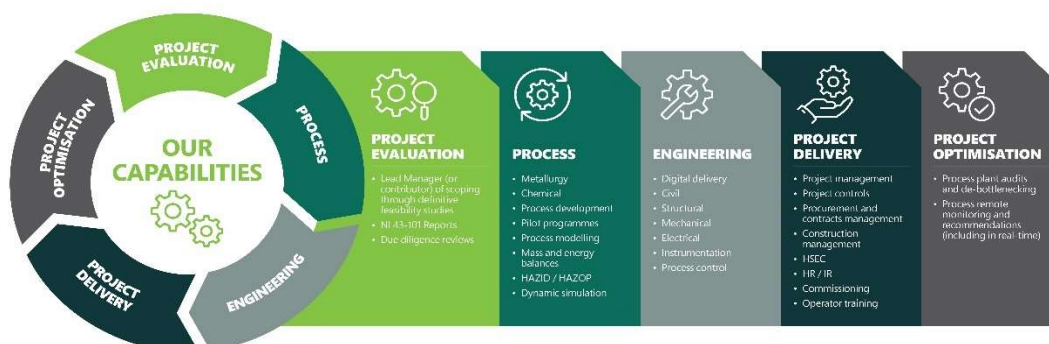 PROJECT
EVALUATION
PROCESS
ENGINEERING
PROJECT
DELIVERY
PROJECT
OPTIMISATION
OUR
CAPABILITIES
PROJECT
EVALUATION
• Lead Manager (or
contributor) of scoping
through definitive
feasibility studies
• NI 43-101 Reports
• Due diligence reviews
PROCESS
• Metallurgy
• Chemical
• Process development
• Pilot programmes
• Process modelling
• Mass and energy
balances
• HAZID / HAZOP
• Dynamic simulation
ENGINEERING
• Digital delivery
• Civil
• Structural
• Mechanical
• Electrical
• Instrumentation
• Process control
PROJECT
DELIVERY
• Project management
• Project controls
• Procurement and
contracts management
• Construction
management
• HSEC
• HR / IR
• Commissioning
• Operator training
PROJECT
OPTIMISATION
• Process plant audits
and de-bottlenecking
• Process remote
monitoring and
recommendations
(including in real-time)